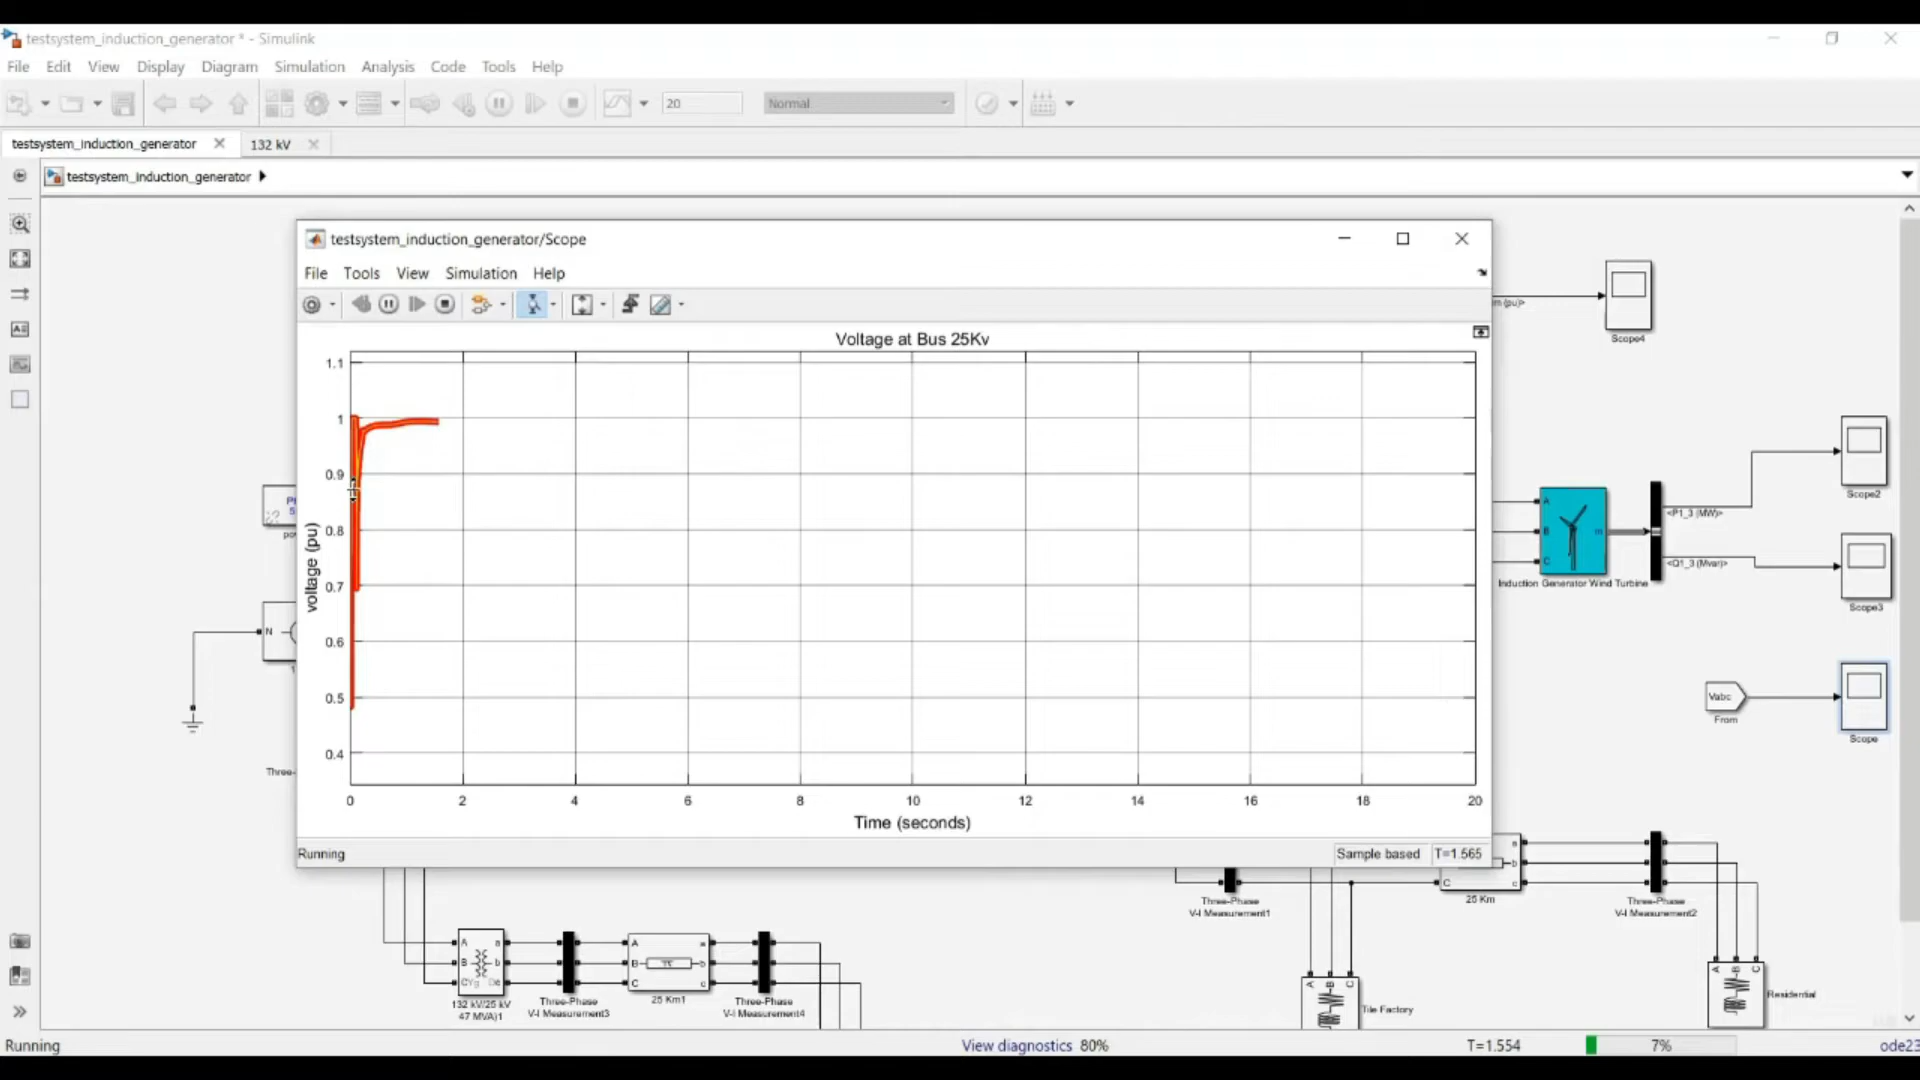 testsystem_induction_generator * - Simulink
File Edit View Display Diagram Simulation Analysis Code Tools Help
20 Normal
testsystem_induction_generator 132 kV
testsystem_induction_generator
testsystem_induction_generator/Scope
File Tools View Simulation Help
Voltage at Bus 25Kv
1.1
1
0.9
0.8
0.7
0.6
0.5
0.4
voltage (pu)
0 2 4 6 8 10 12 14 16 18 20
Time (seconds)
Running Sample based T=1.565
Scope4
Scope2
<P1_3 (MW)>
A
B
C
m
Induction Generator Wind Turbine
<Q1_3 (Mvar)>
Scope3
Vabc
From
Scope
N
Three-
A a
B b
C c
132 kV/25 kV
47 MVA)1
Three-Phase
V-I Measurement3
A a
B b
C c
25 Km1
Three-Phase
V-I Measurement4
Three-Phase
V-I Measurement1
a
b
C c
25 Km
Three-Phase
V-I Measurement2
A B C
Tile Factory
A B C
Residential
Running View diagnostics 80% T=1.554 7% ode23